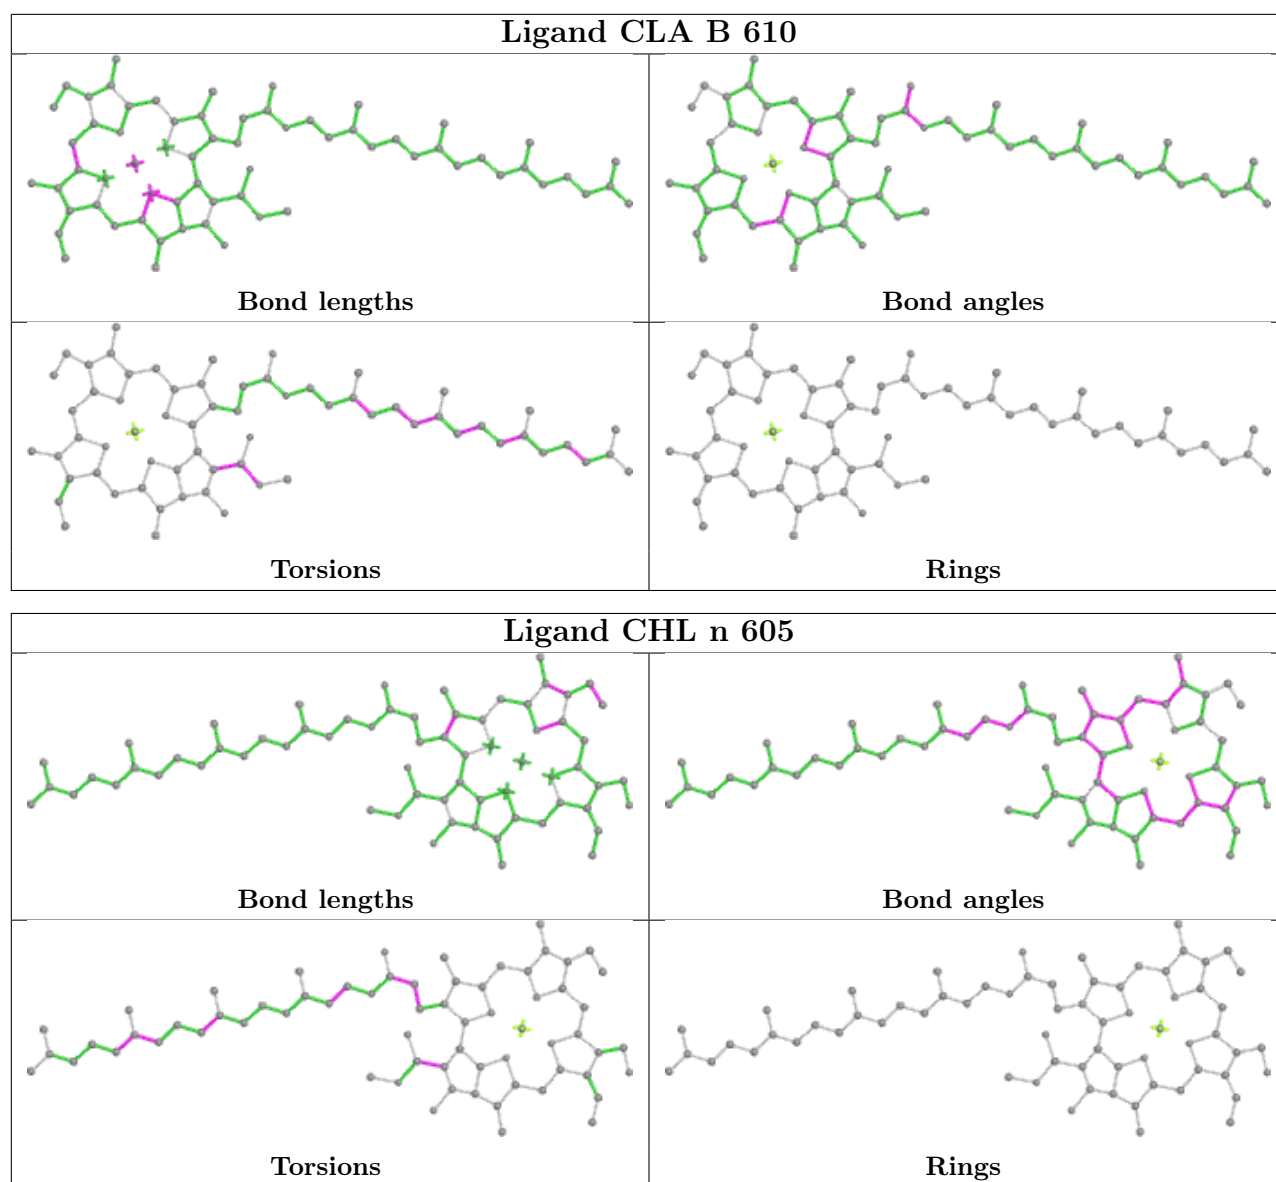 Ligand CLA B 610
Bond lengths
Bond angles
Torsions
Rings
Ligand CHL n 605
Bond lengths
Bond angles
Torsions
Rings